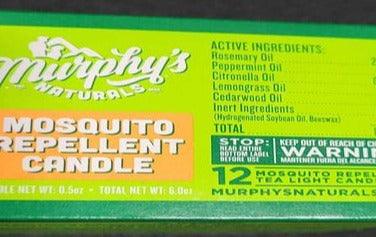 Murphy's
NATURALS
MOSQUITO
REPELLENT
CANDLE
NET WT: 0.5oz • TOTAL NET WT: 6.0oz
ACTIVE INGREDIENTS:
Rosemary Oil
Peppermint Oil
Citronella Oil
Lemongrass Oil
Cedarwood Oil
Inert Ingredients
(Hydrogenated Soybean Oil, Beeswax)
TOTAL
STOP:
READ ENTIRE
BOTTOM LABEL
BEFORE USE
KEEP OUT OF REACH OF
WARNI
MANTENER FUERA DEL ALCANCE
12 MOSQUITO REPELL
TEA LIGHT CAND
MURPHYSNATURALS